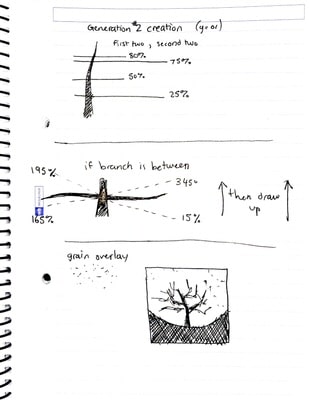 Generation 2 creation (y=0)
First two, second two
80%
75%
50%
25%
if branch is between
195%
345°
165%
15%
then draw
up
grain overlay